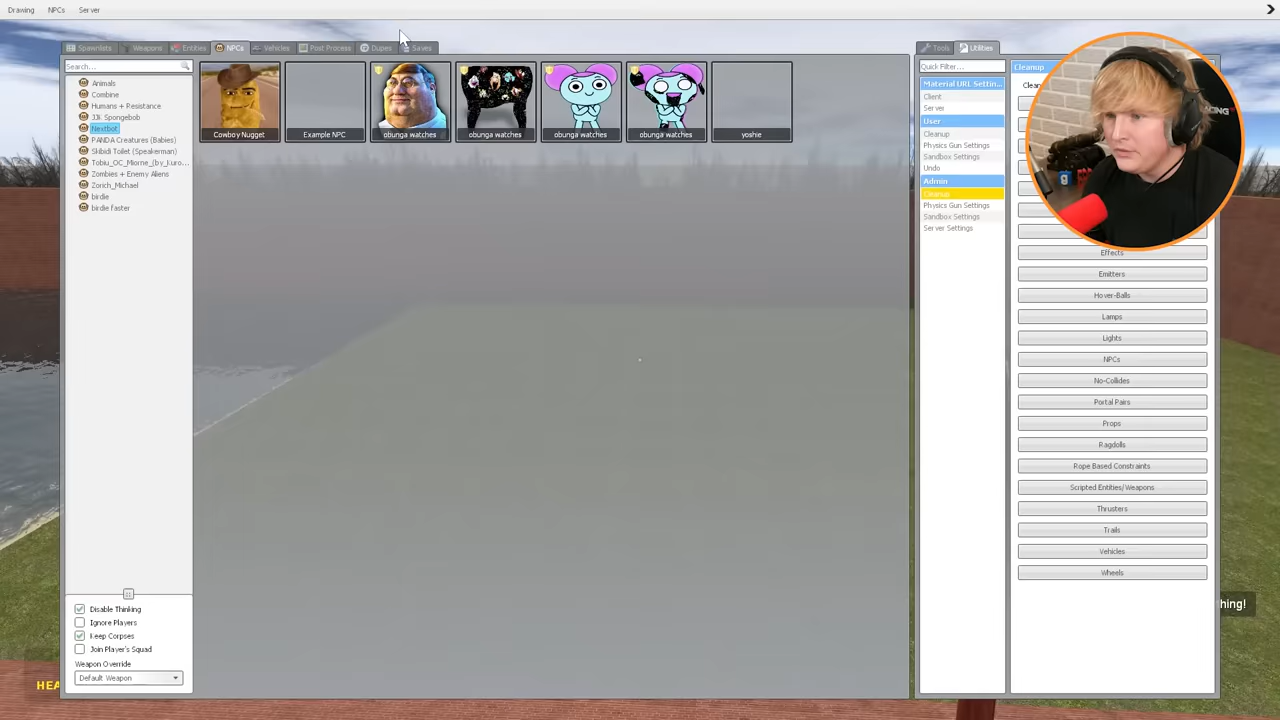 Drawing NPCs Server
Spawnlists Weapons Entities NPCs Vehicles Post Process Dupes Saves
Search...
Animals
Combine
Humans + Resistance
JJK Spongebob
Nextbot
PANDA Creatures (Babies)
Skibidi Toilet (Speakerman)
Tobiu_OC_Miorne_(by_kuro...
Zombies + Enemy Aliens
Zorich_Michael
birdie
birdie faster
Cowboy Nugget
Example NPC
obunga watches
obunga watches
obunga watches
obunga watches
yoshie
Disable Thinking
Ignore Players
Keep Corpses
Join Player's Squad
Weapon Override
Default Weapon
HEA
Tools Utilities
Quick Filter...
Material URL Settin...
Client
Server
User
Cleanup
Physics Gun Settings
Sandbox Settings
Undo
Admin
Cleanup
Physics Gun Settings
Sandbox Settings
Server Settings
Cleanup
Effects
Emitters
Hover-Balls
Lamps
Lights
NPCs
No-Collides
Portal Pairs
Props
Ragdolls
Rope Based Constraints
Scripted Entities/Weapons
Thrusters
Trails
Vehicles
Wheels
hing!